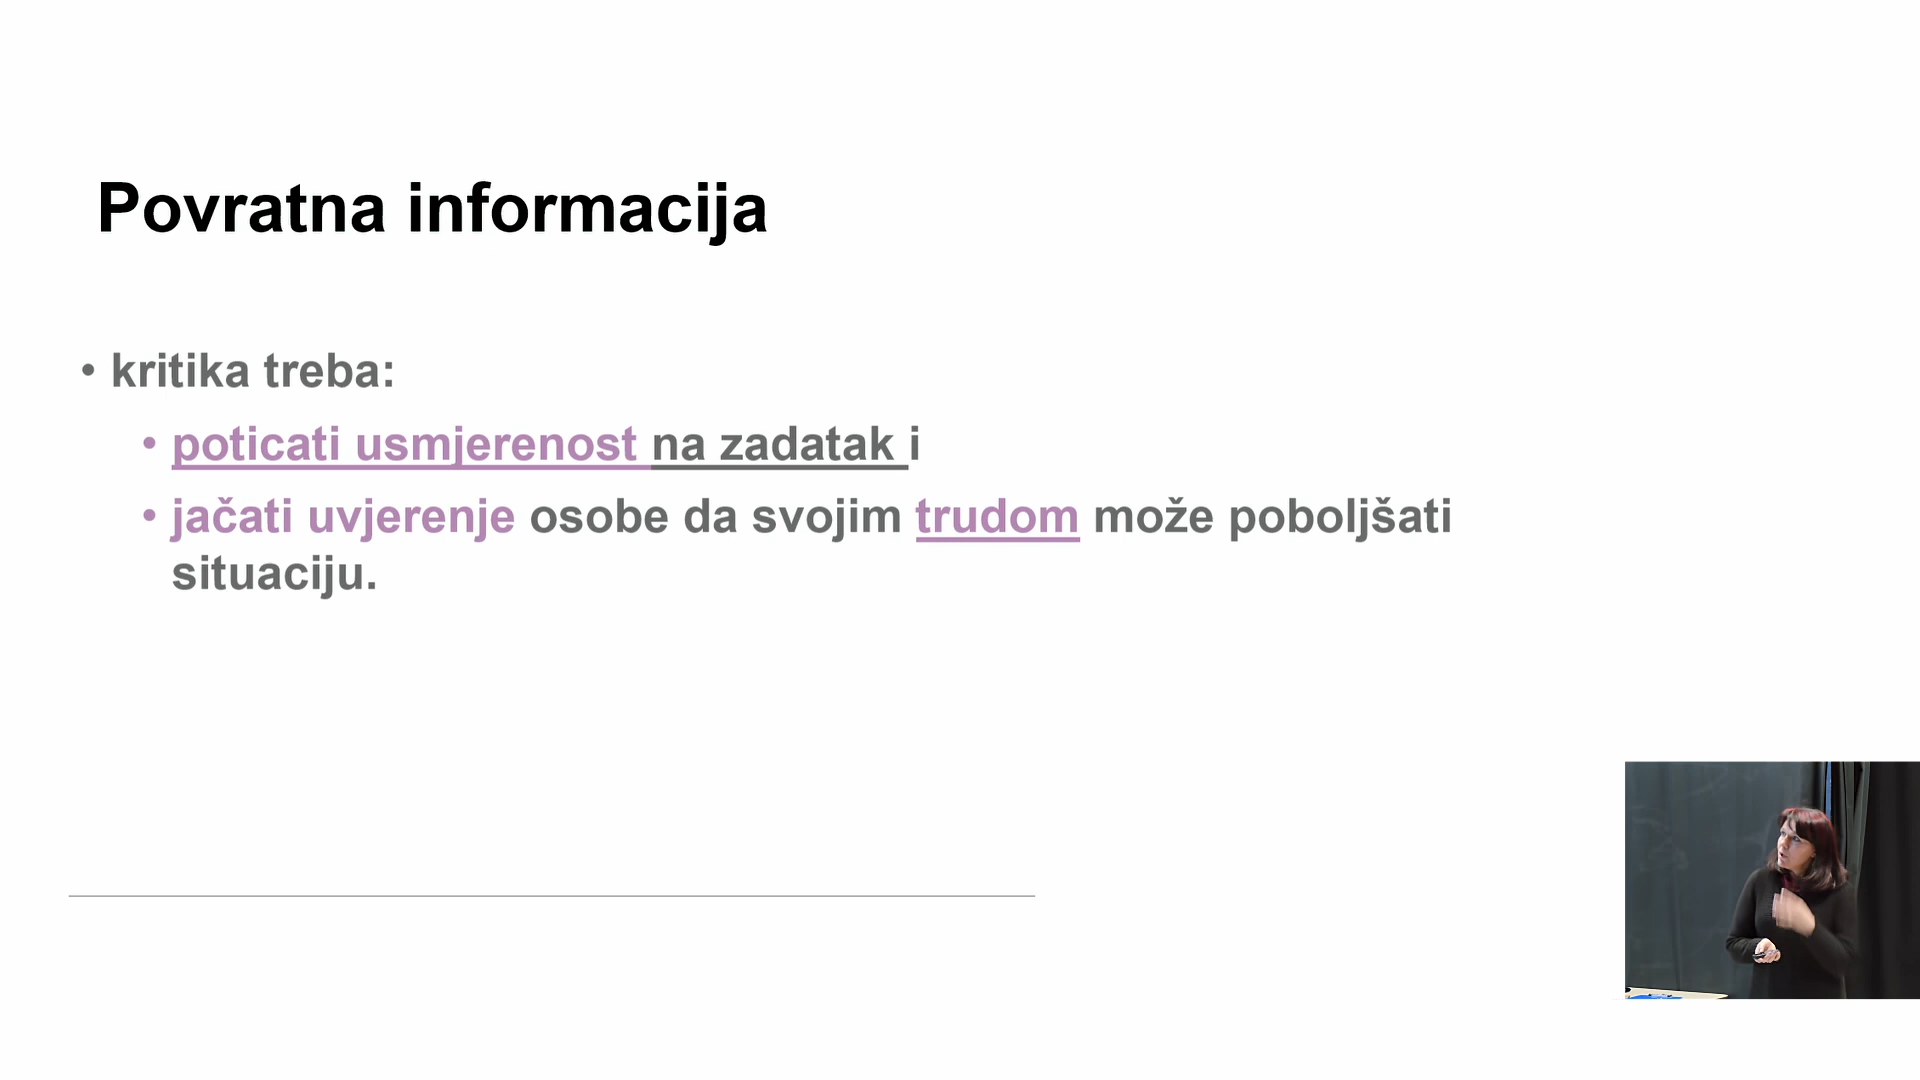 Povratna informacija
• kritika treba:
• poticati usmjerenost na zadatak i
• jačati uvjerenje osobe da svojim trudom može poboljšati
situaciju.